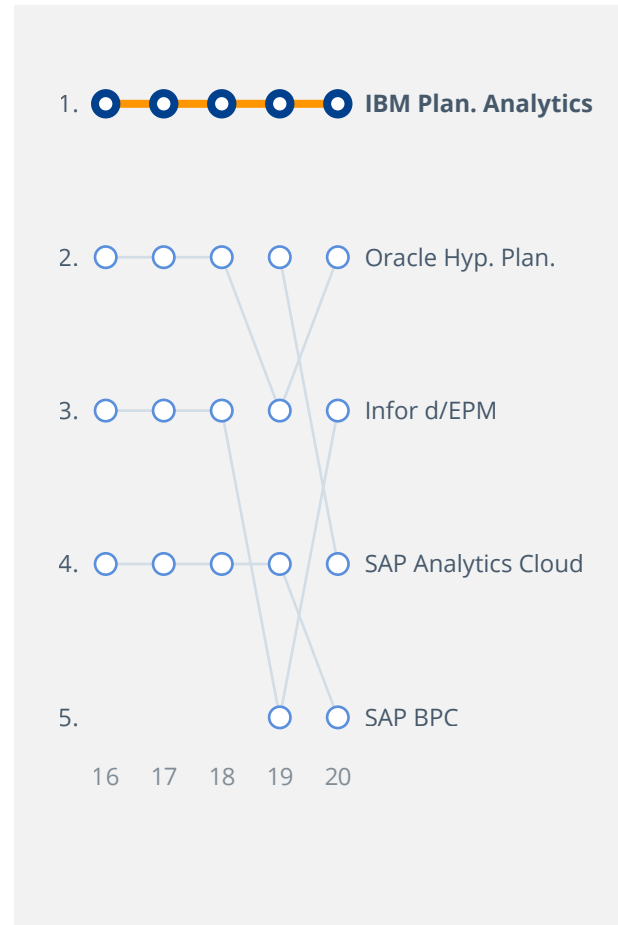 1. IBM Plan. Analytics
2. Oracle Hyp. Plan.
3. Infor d/EPM
4. SAP Analytics Cloud
5. SAP BPC
16 17 18 19 20